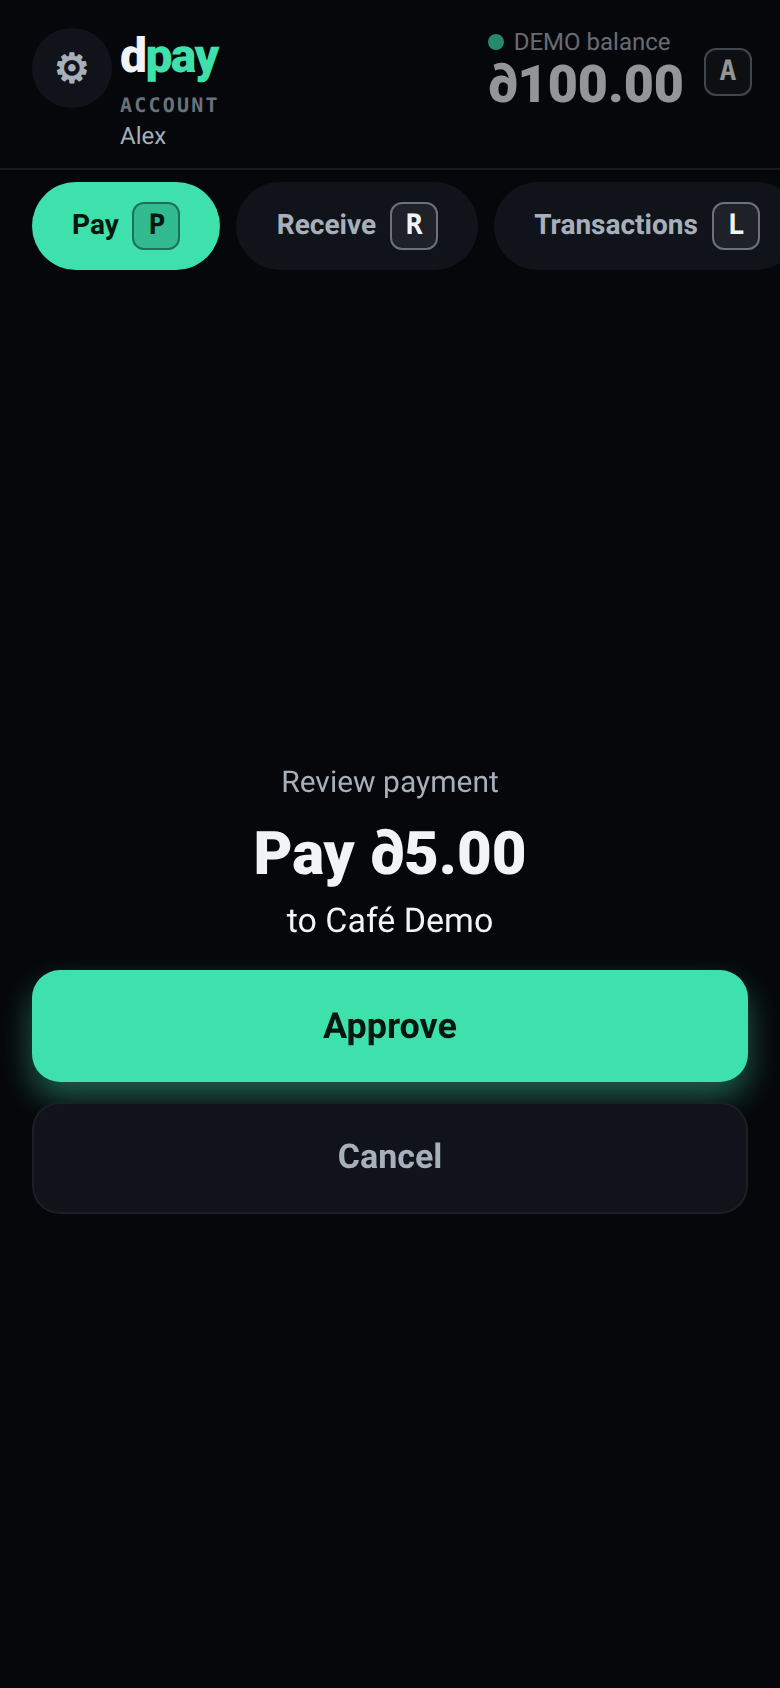 dpay
ACCOUNT
Alex
DEMO balance
∂100.00
A
Pay P
Receive R
Transactions L
Review payment
Pay ∂5.00
to Café Demo
Approve
Cancel